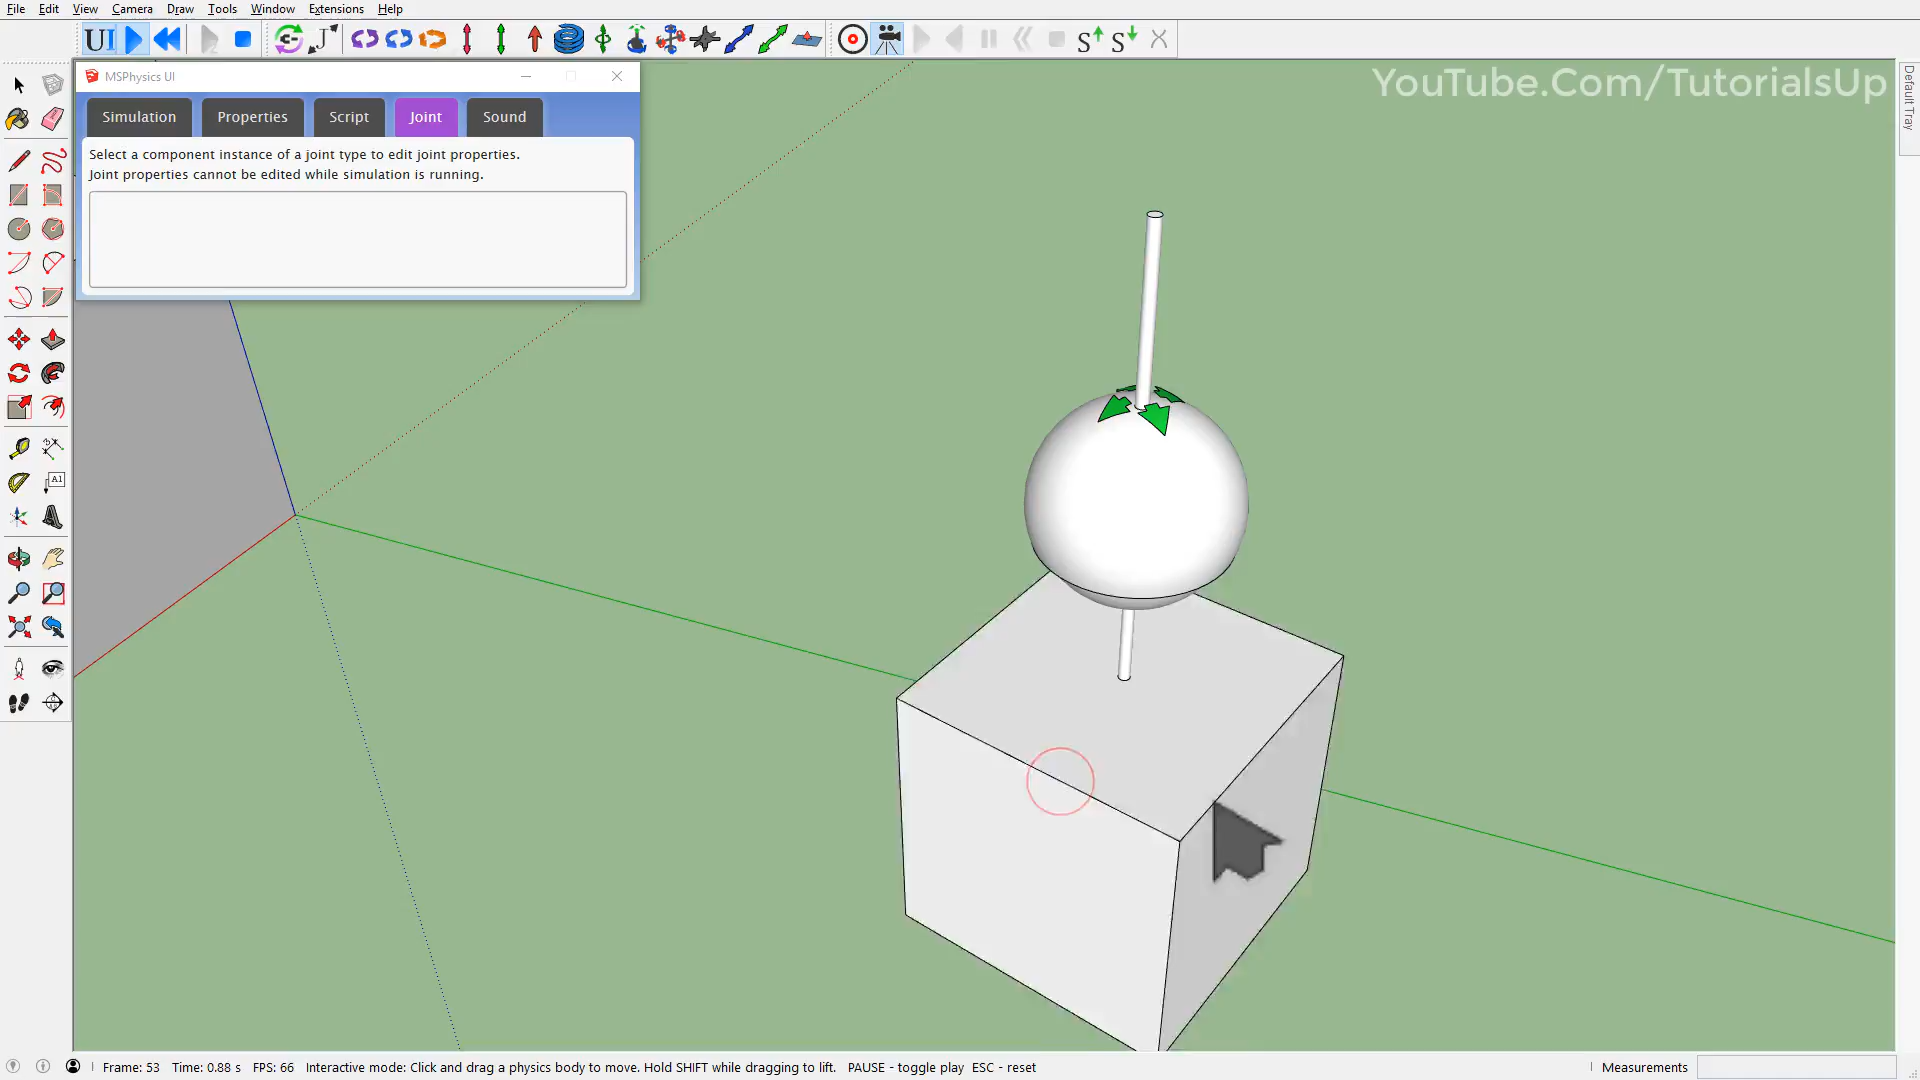 File Edit View Camera Draw Tools Window Extensions Help
UI
MSPhysics UI
YouTube.Com/TutorialsUp
Default Tray
Simulation Properties Script Joint Sound
Select a component instance of a joint type to edit joint properties.
Joint properties cannot be edited while simulation is running.
A1
Frame: 53 Time: 0.88 s FPS: 66 Interactive mode: Click and drag a physics body to move. Hold SHIFT while dragging to lift. PAUSE - toggle play ESC - reset
Measurements